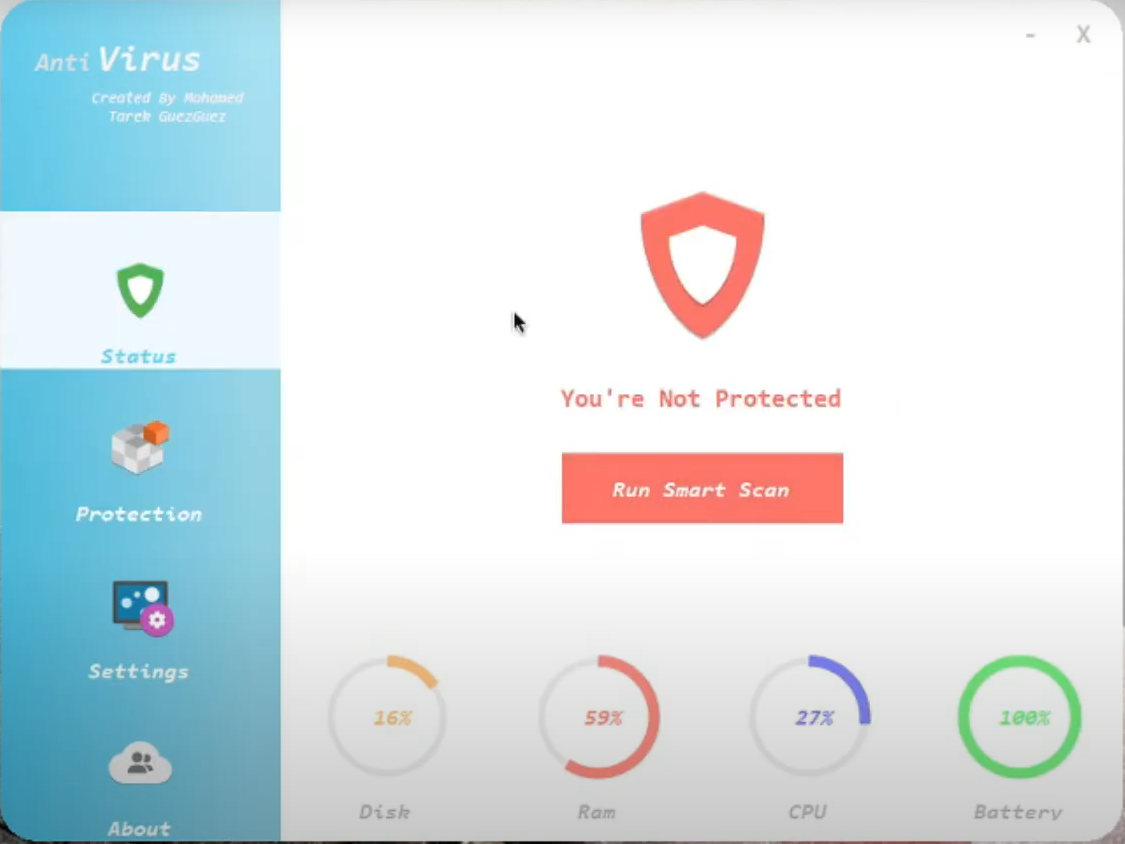 Anti Virus
Created By Mohamed
Tarek GuezGuez
- X
Status
Protection
Settings
About
You're Not Protected
Run Smart Scan
16% 59% 27% 100%
Disk Ram CPU Battery